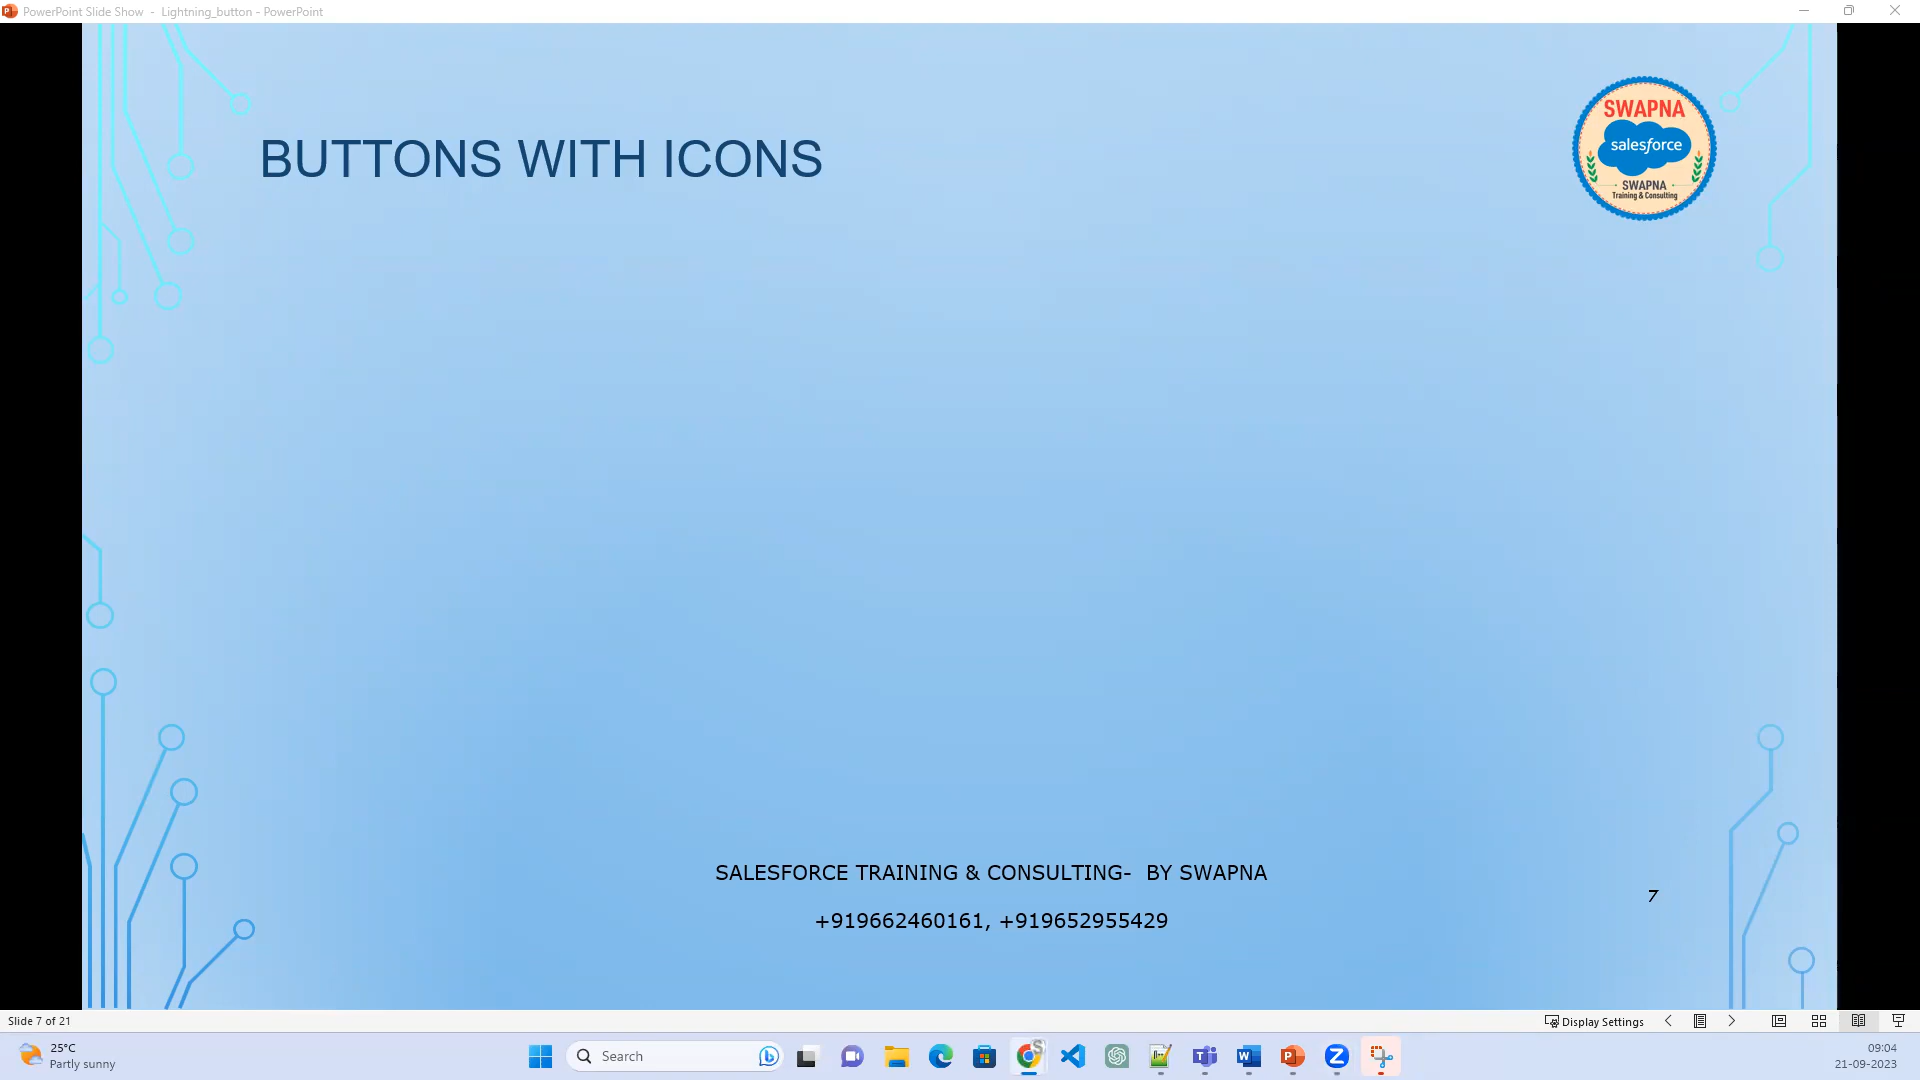 PowerPoint Slide Show - Lightning_button - PowerPoint
BUTTONS WITH ICONS
SWAPNA
salesforce
SWAPNA
Training & Consulting
SALESFORCE TRAINING & CONSULTING- BY SWAPNA
+919662460161, +919652955429
7
Slide 7 of 21
Display Settings
25°C
Partly sunny
Search
09:04
21-09-2023